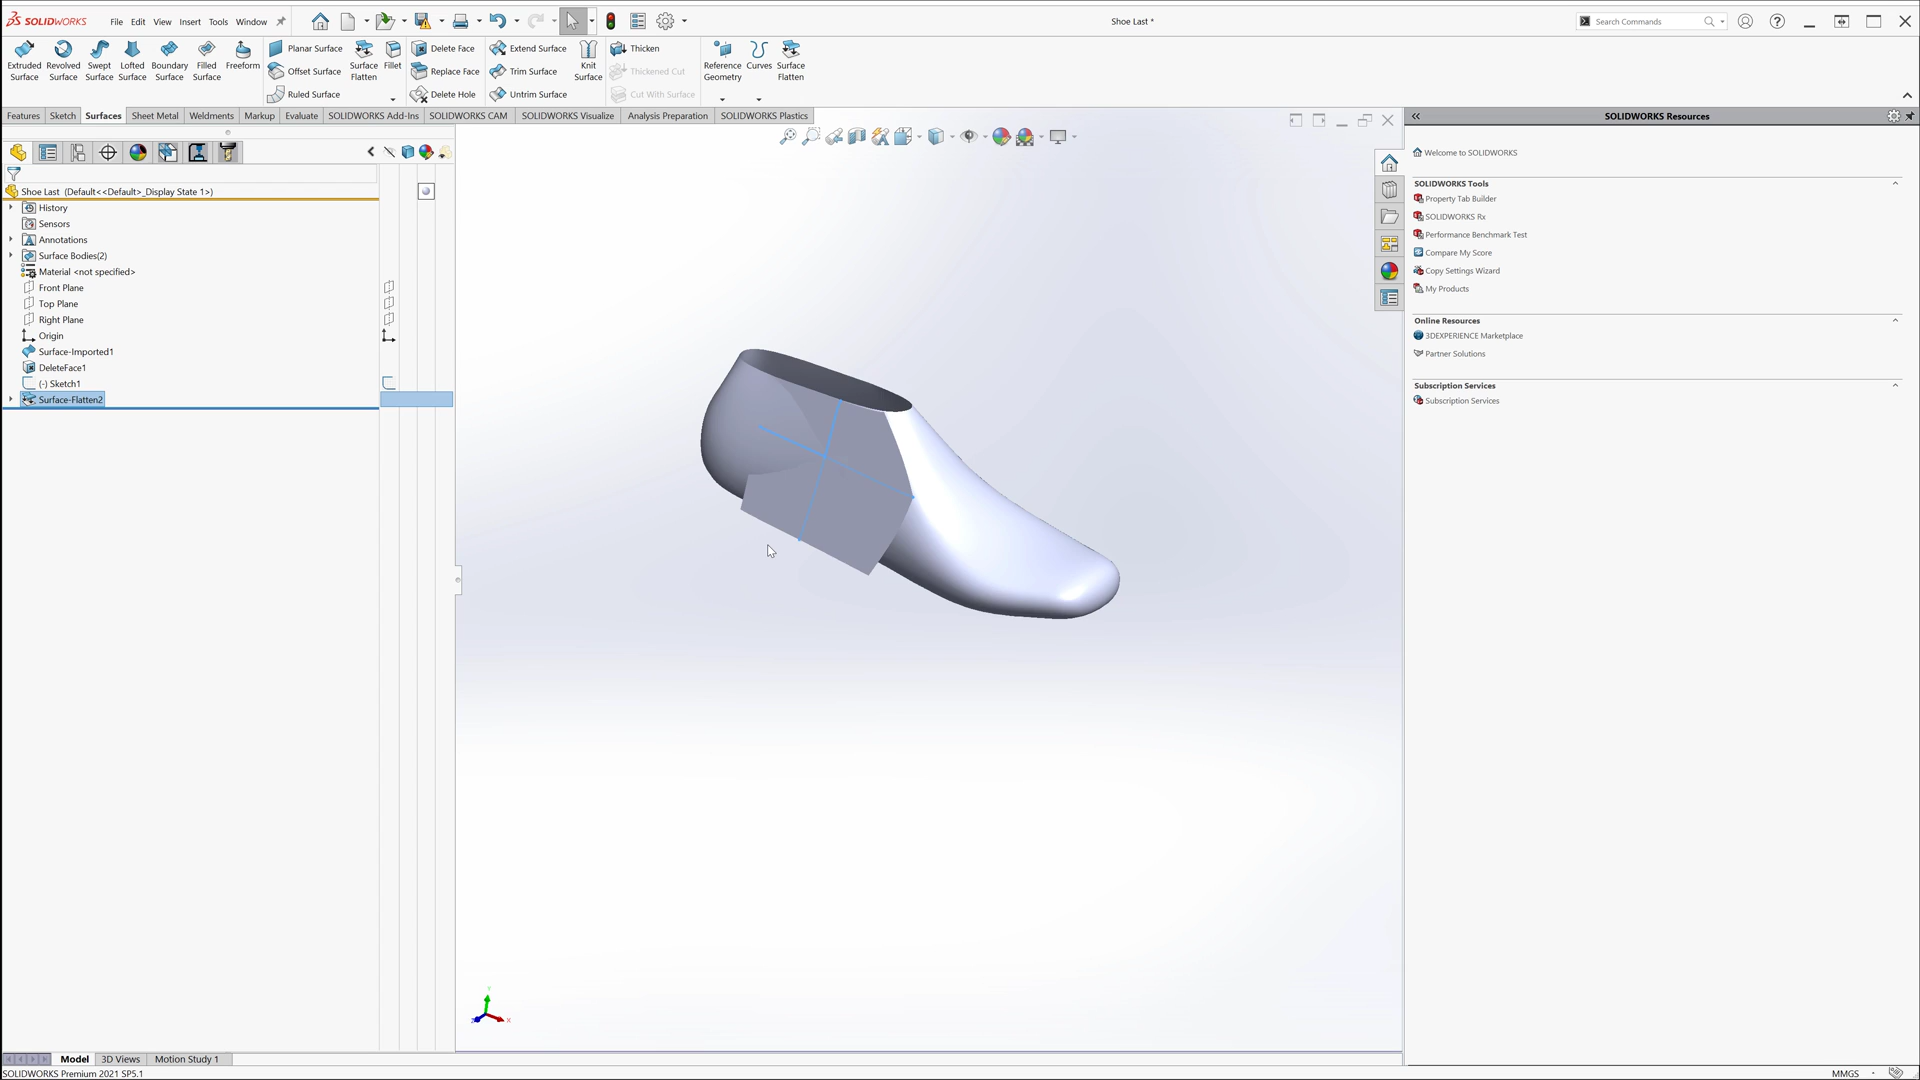 SOLIDWORKS File Edit View Insert Tools Window Shoe Last * Search Commands
Extruded Surface
Revolved Surface
Swept Surface
Lofted Surface
Boundary Surface
Filled Surface
Freeform
Planar Surface
Offset Surface
Ruled Surface
Surface Flatten
Fillet
Delete Face
Replace Face
Delete Hole
Extend Surface
Trim Surface
Untrim Surface
Knit Surface
Thicken
Thickened Cut
Cut With Surface
Reference Geometry
Curves
Surface Flatten
Features Sketch Surfaces Sheet Metal Weldments Markup Evaluate SOLIDWORKS Add-Ins SOLIDWORKS CAM SOLIDWORKS Visualize Analysis Preparation SOLIDWORKS Plastics
Shoe Last (Default<<Default>_Display State 1>)
History
Sensors
Annotations
Surface Bodies(2)
Material <not specified>
Front Plane
Top Plane
Right Plane
Origin
Surface-Imported1
DeleteFace1
(-) Sketch1
Surface-Flatten2
SOLIDWORKS Resources
Welcome to SOLIDWORKS
SOLIDWORKS Tools
Property Tab Builder
SOLIDWORKS Rx
Performance Benchmark Test
Compare My Score
Copy Settings Wizard
My Products
Online Resources
3DEXPERIENCE Marketplace
Partner Solutions
Subscription Services
Subscription Services
Model 3D Views Motion Study 1
SOLIDWORKS Premium 2021 SP5.1 MMGS